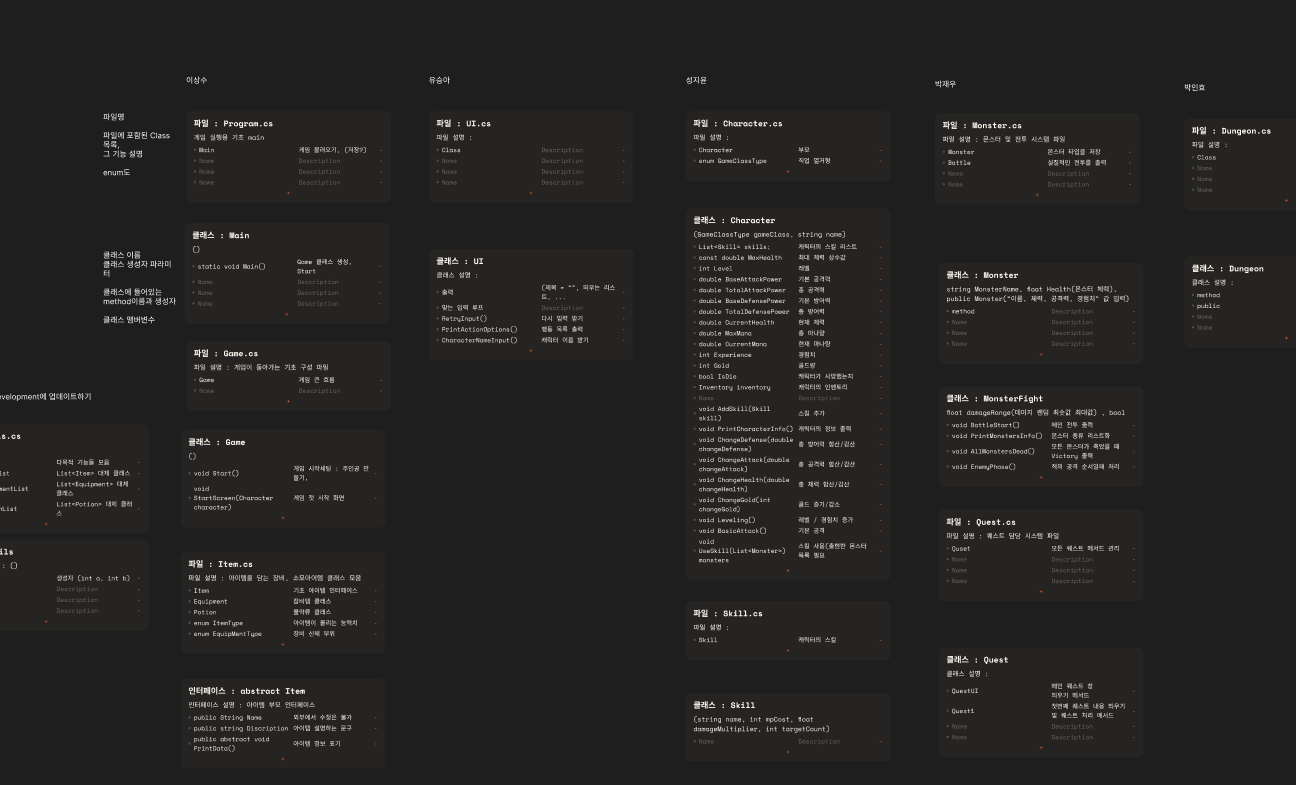 이상수
유승아
성지윤
박재우
박인효
파일명
파일에 포함된 Class
목록,
그 기능 설명
enum도
클래스 이름
클래스 생성자 파라미
터
클래스에 들어있는
method이름과 생성자
클래스 멤버변수
evelopment에 업데이트하기
s.cs
다목적 기능들 모음
ist
List<Item> 대체 클래스
mentList
List<Equipment> 대체
클래스
nList
List<Potion> 대체 클래
스
ils
: ()
생성자 (int a, int b)
Description
Description
Description
파일 : Program.cs
게임 실행용 기초 main
Main
게임 불러오기, (저장?)
Name Description
Name Description
Name Description
클래스 : Main
()
static void Main()
Game 클래스 생성,
Start
Name Description
Name Description
Name Description
파일 : Game.cs
파일 설명 : 게임이 돌아가는 기초 구성 파일
Game 게임 큰 흐름
Name Description
클래스 : Game
()
void Start()
게임 시작세팅 : 주인공 만
들기,
void
StartScreen(Character
character)
게임 첫 시작 화면
파일 : Item.cs
파일 설명 : 아이템을 담는 장비, 소모아이템 클래스 모음
Item 기초 아이템 인터페이스
Equipment 장비템 클래스
Potion 물약류 클래스
enum ItemType 아이템이 올리는 능력치
enum EquipMentType 장비 신체 부위
인터페이스 : abstract Item
인터페이스 설명 : 아이템 부모 인터페이스
public String Name 외부에서 수정은 불가
public string Discription 아이템 설명하는 문구
public abstract void
PrintData()
아이템 정보 표기
파일 : UI.cs
파일 설명 :
Class Description
Name Description
Name Description
Name Description
클래스 : UI
클래스 설명 :
출력
(제목 = "", 띄우는 리스
트, ...
맞는 입력 루프 Description
RetryInput() 다시 입력 받기
PrintActionOptions() 행동 목록 출력
CharacterNameInput() 캐릭터 이름 받기
파일 : Character.cs
파일 설명 :
Character 부모
enum GameClassType 직업 열거형
클래스 : Character
(GameClassType gameClass, string name)
List<Skill> skills; 캐릭터의 스킬 리스트
const double MaxHealth 최대 체력 상수값
int Level 레벨
double BaseAttackPower 기본 공격력
double TotalAttackPower 총 공격력
double BaseDefensePower 기본 방어력
double TotalDefensePower 총 방어력
double CurrentHealth 현재 체력
double MaxMana 총 마나량
double CurrentMana 현재 마나량
int Experience 경험치
int Gold 골드량
bool IsDie 캐릭터가 사망했는지
Inventory inventory 캐릭터의 인벤토리
Name Description
void AddSkill(Skill
skill)
스킬 추가
void PrintCharacterInfo() 캐릭터의 정보 출력
void ChangeDefense(double
changeDefense)
총 방어력 합산/감산
void ChangeAttack(double
changeAttack)
총 공격력 합산/감산
void ChangeHealth(double
changeHealth)
총 체력 합산/감산
void ChangeGold(int
changeGold)
골드 증가/감소
void Leveling() 레벨 / 경험치 증가
void BasicAttack() 기본 공격
void
UseSkill(List<Monster>)
monsters
스킬 사용(출현한 몬스터
목록 필요
파일 : Skill.cs
파일 설명 :
Skill 캐릭터의 스킬
클래스 : Skill
(string name, int mpCost, float
damageMultiplier, int targetCount)
Name Description
파일 : Monster.cs
파일 설명 : 몬스터 및 전투 시스템 파일
Monster 몬스터 타입을 저장
Battle 실질적인 전투를 출력
Name Description
Name Description
클래스 : Monster
string MonsterName, float Health(몬스터 체력),
public Monster("이름, 체력, 공격력, 경험치" 값 입력)
method Description
Name Description
Name Description
Name Description
클래스 : MonsterFight
float damageRange(데미지 랜덤 최솟값 최대값) , bool
void BattleStart() 메인 전투 출력
void PrintMonstersInfo() 몬스터 종류 리스트화
void AllMonstersDead()
모든 몬스터가 죽었을 때
Victory 출력
void EnemyPhase() 적의 공격 순서일때 처리
파일 : Quest.cs
파일 설명 : 퀘스트 담당 시스템 파일
Quset 모든 퀘스트 메서드 관리
Name Description
Name Description
Name Description
클래스 : Quest
클래스 설명 :
QuestUI
메인 퀘스트 창
띄우기 메서드
Quest1
첫번째 퀘스트 내용 띄우기
및 퀘스트 처리 메서드
Name Description
Name Description
파일 : Dungeon.cs
파일 설명 :
Class
Name
Name
Name
클래스 : Dungeon
클래스 설명 :
method
public
Name
Name